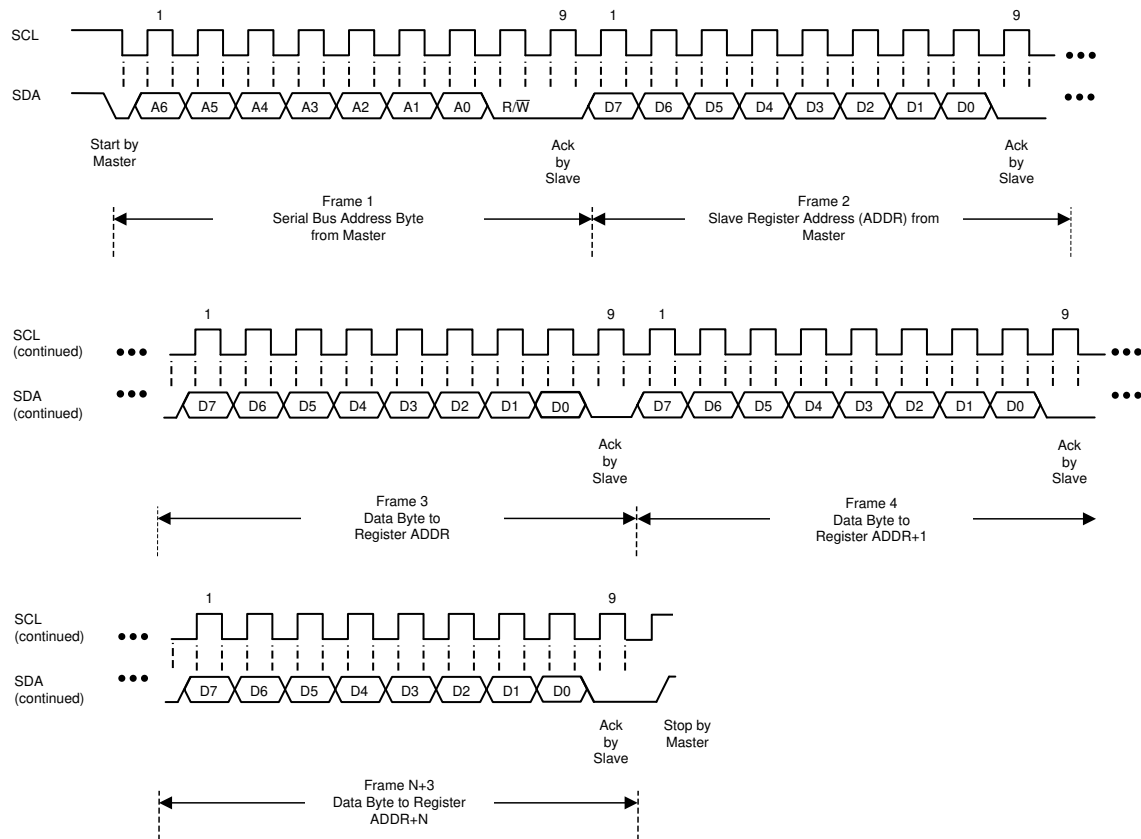 1 9 1 9
SCL
SDA
A6 A5 A4 A3 A2 A1 A0 R/W̅ D7 D6 D5 D4 D3 D2 D1 D0
Start by
Master
Ack
by
Slave
Ack
by
Slave
Frame 1
Serial Bus Address Byte
from Master
Frame 2
Slave Register Address (ADDR) from
Master
1 9 1 9
SCL
(continued)
SDA
(continued)
D7 D6 D5 D4 D3 D2 D1 D0 D7 D6 D5 D4 D3 D2 D1 D0
Ack
by
Slave
Ack
by
Slave
Frame 3
Data Byte to
Register ADDR
Frame 4
Data Byte to
Register ADDR+1
1 9
SCL
(continued)
SDA
(continued)
D7 D6 D5 D4 D3 D2 D1 D0
Ack
by
Slave
Stop by
Master
Frame N+3
Data Byte to Register
ADDR+N